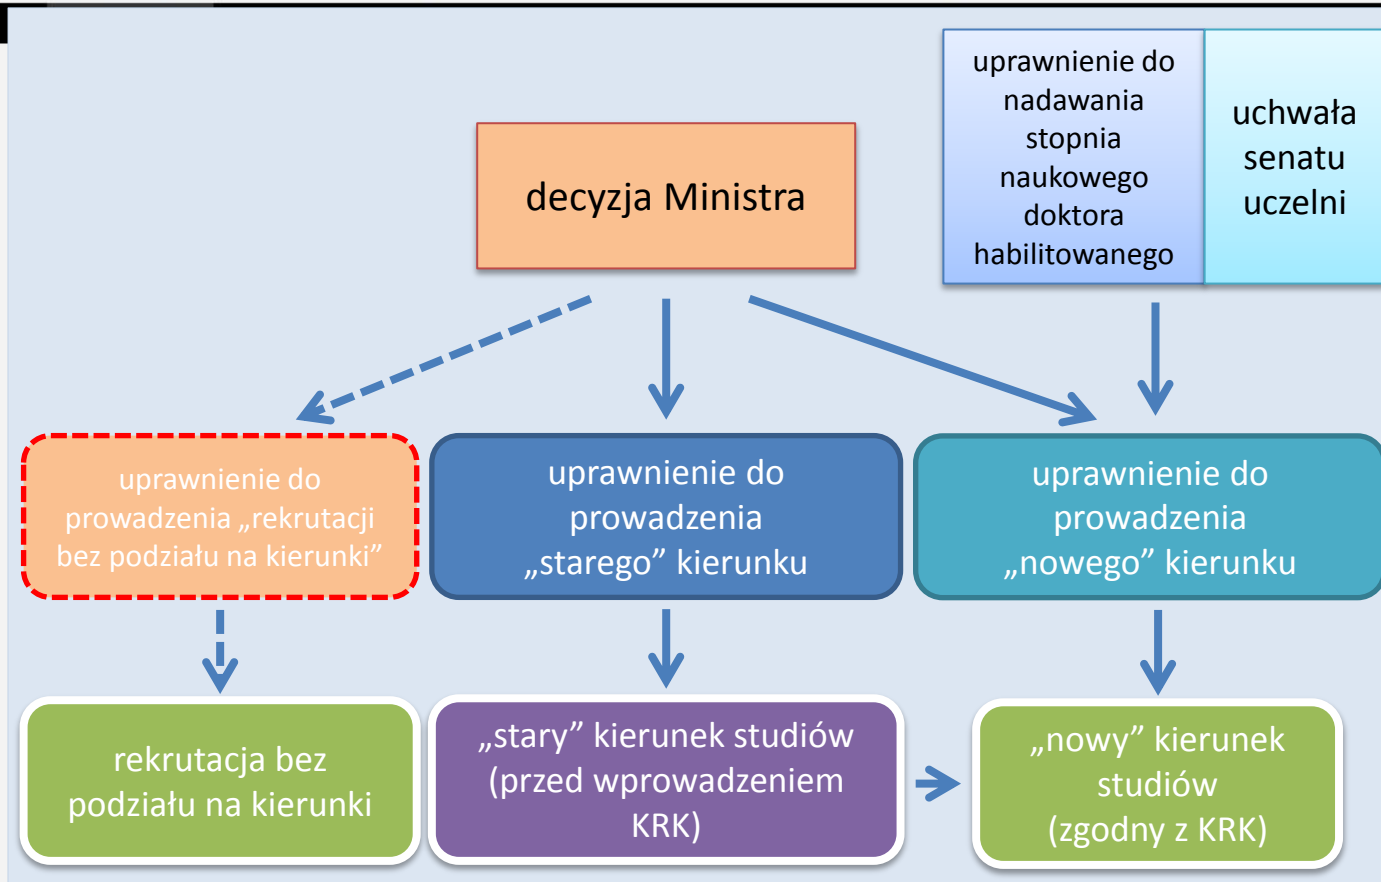 uprawnienie do
nadawania
stopnia
naukowego
doktora
habilitowanego
uchwała
senatu
uczelni
decyzja Ministra
uprawnienie do
prowadzenia „rekrutacji
bez podziału na kierunki”
uprawnienie do
prowadzenia
„starego” kierunku
uprawnienie do
prowadzenia
„nowego” kierunku
rekrutacja bez
podziału na kierunki
„stary” kierunek studiów
(przed wprowadzeniem
KRK)
„nowy” kierunek
studiów
(zgodny z KRK)